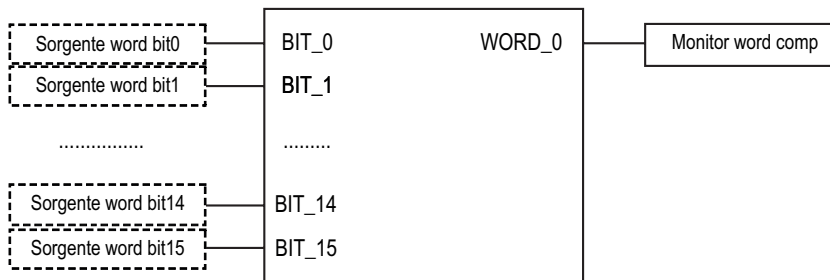 Sorgente word bit0 BIT_0 WORD_0 Monitor word comp
Sorgente word bit1 BIT_1
................ .........
Sorgente word bit14 BIT_14
Sorgente word bit15 BIT_15